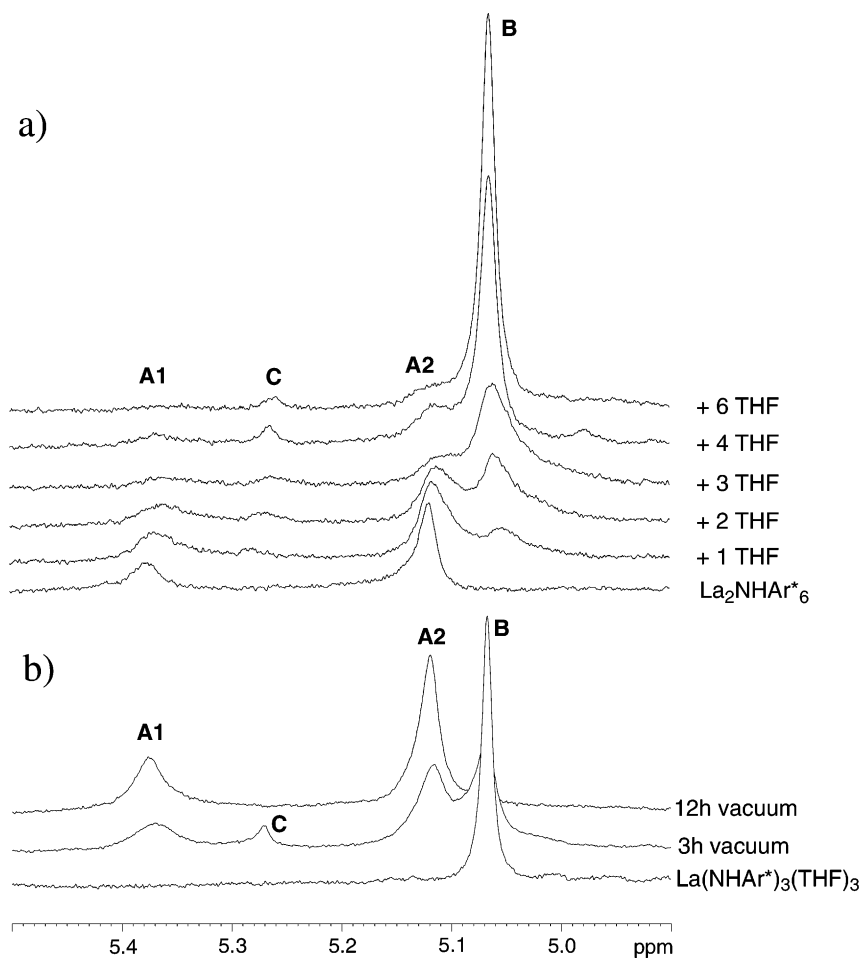 B
a)
A1 C A2
+ 6 THF
+ 4 THF
+ 3 THF
+ 2 THF
+ 1 THF
La₂NHAr*₆
b)
A2 B
A1
12h vacuum
C
3h vacuum
La(NHAr*)₃(THF)₃
5.4 5.3 5.2 5.1 5.0 ppm